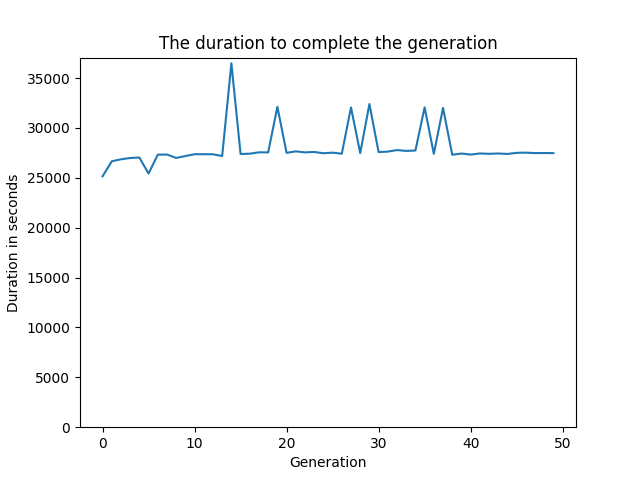 The duration to complete the generation
35000
30000
25000
20000
15000
10000
5000
0
Duration in seconds
0 10 20 30 40 50
Generation